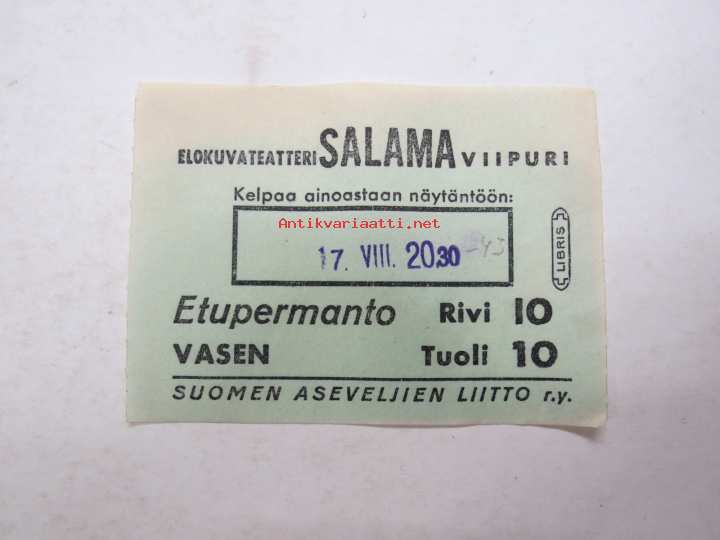 ELOKUVATEATTERI SALAMA VIIPURI
Kelpaa ainoastaan näytäntöön:
Antikvariaatti.net
17. VIII. 20.30 -43
LIBRIS
Etupermanto Rivi 10
VASEN Tuoli 10
SUOMEN ASEVELJIEN LIITTO r.y.